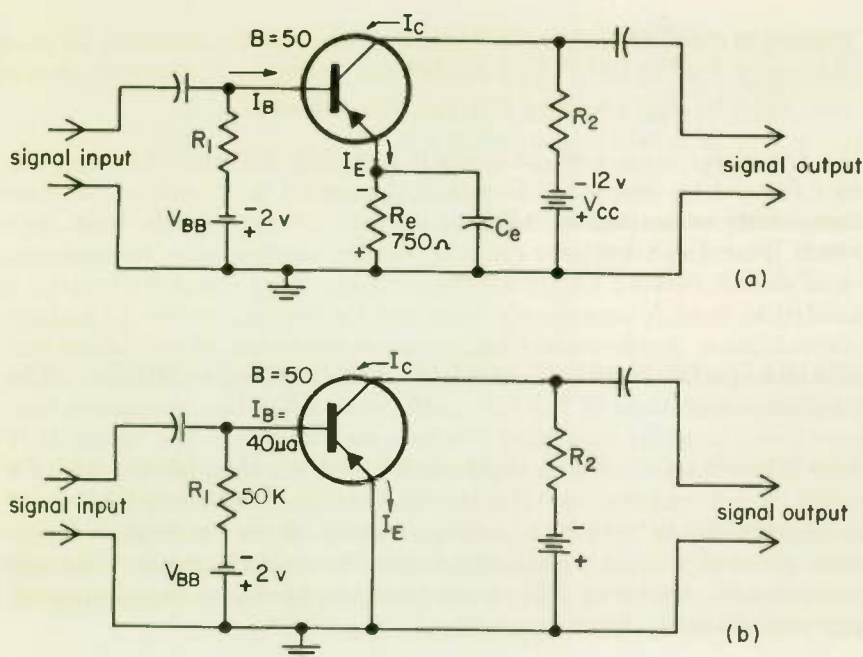 B=50
I_C
I_B
signal input
R_1
V_BB - 2 v +
I_E
-
R_e
750Ω
+
C_e
R_2
-12 v
V_CC
+
signal output
(a)
B=50
I_C
I_B=
40µa
signal input
R_1 50 K
V_BB - 2 v +
I_E
R_2
-
+
signal output
(b)